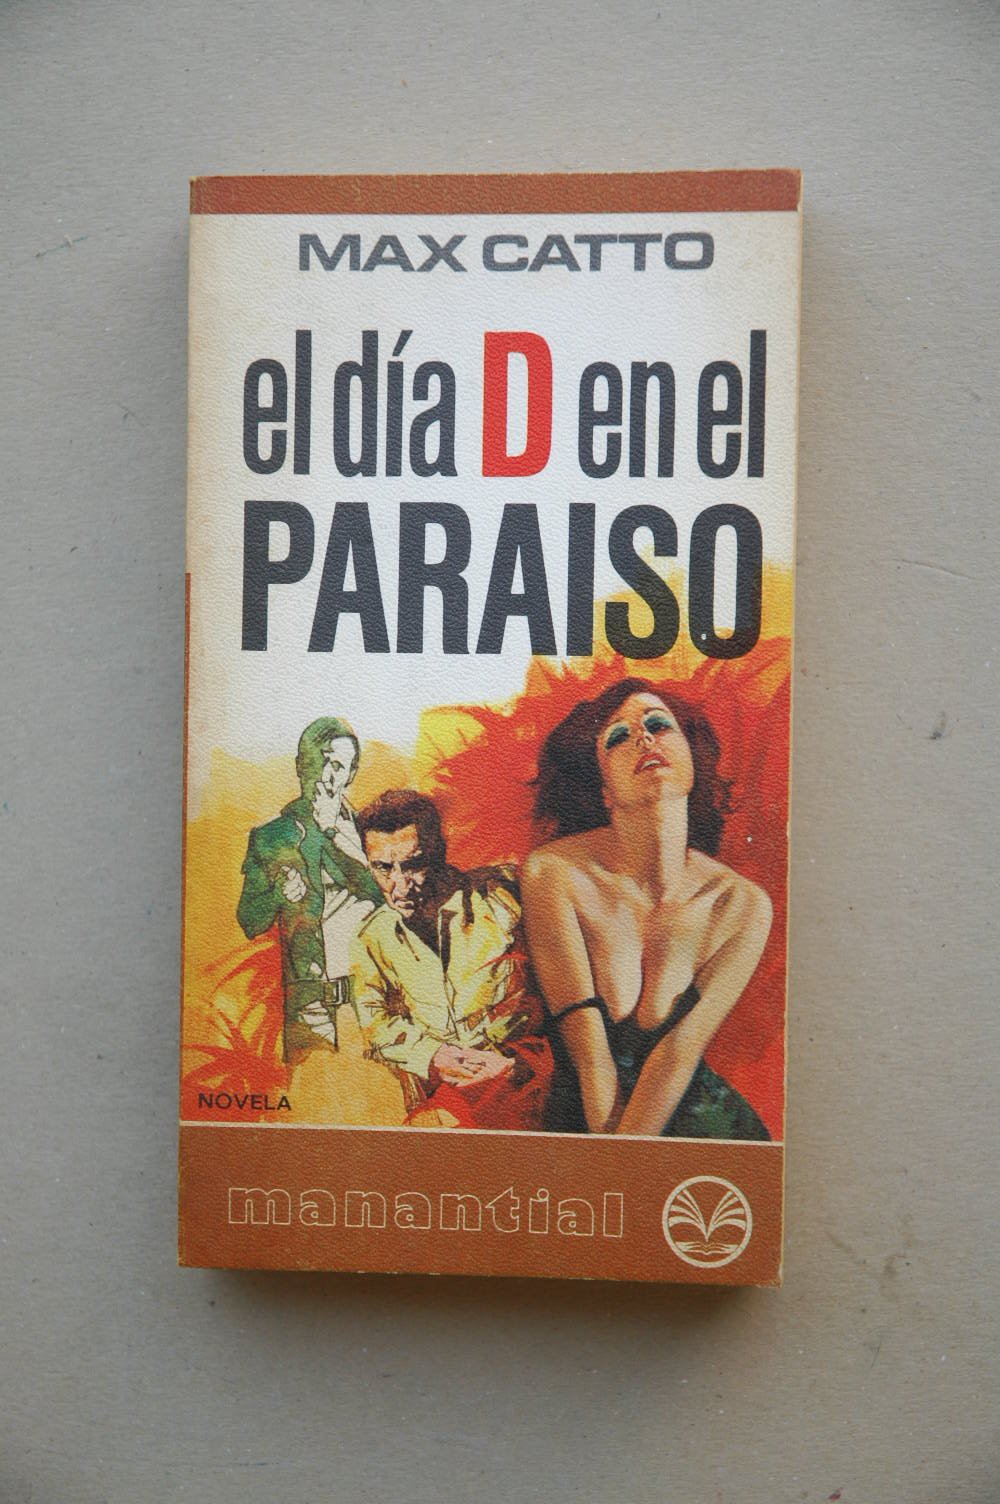 MAX CATTO
el día D en el
PARAISO
NOVELA
manantial